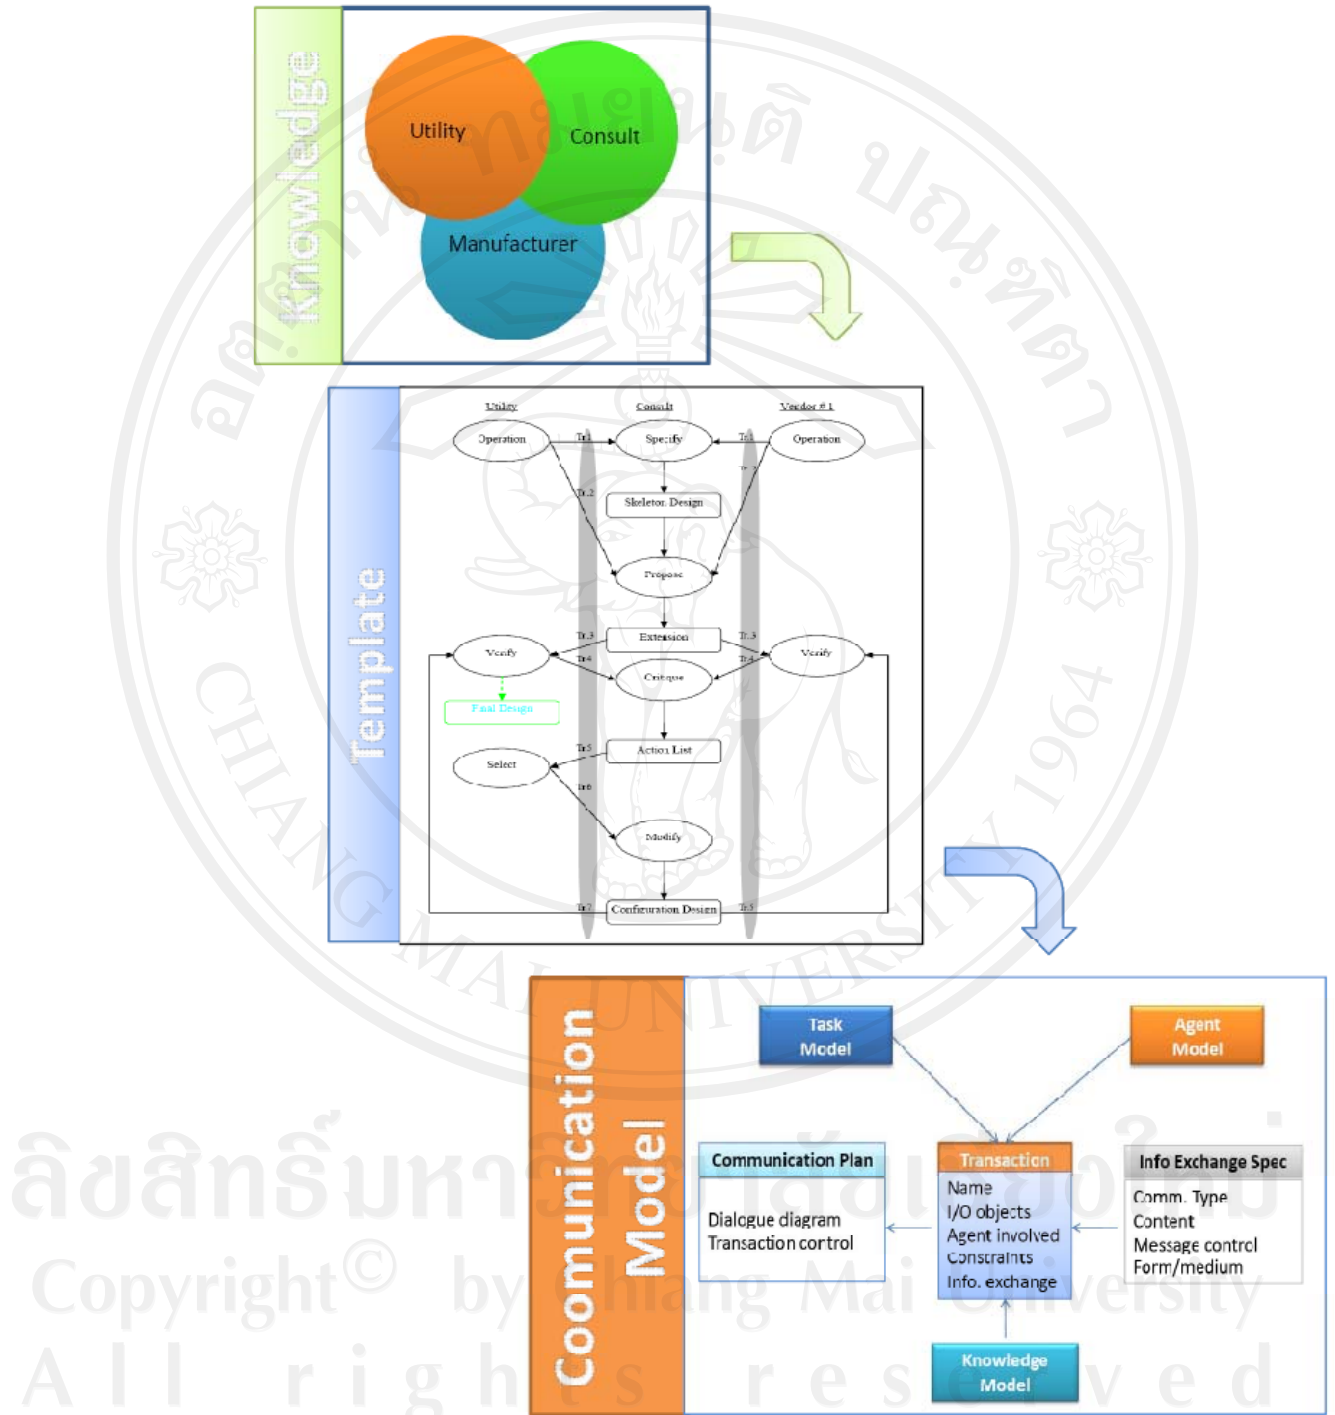 Knowledge
Utility
Consult
Manufacturer
Template
Utility
Consult
Vendor #1
Operation
Tr.1
Specify
Tr.1
Operation
Tr.2
Skeleton Design
Propose
Tr.3
Extension
Tr.3
Verify
Tr.4
Critique
Tr.4
Verify
Final Design
Tr.5
Action List
Select
Tr.6
Modify
Tr.7
Configuration Design
Tr.5
Coomunication
Model
Task
Model
Agent
Model
Communication Plan
Dialogue diagram
Transaction control
Transaction
Name
I/O objects
Agent involved
Constraints
Info. exchange
Info Exchange Spec
Comm. Type
Content
Message control
Form/medium
Knowledge
Model
CHIANG MAI UNIVERSITY 1964
ลิขสิทธิ์มหาวิทยาลัยเชียงใหม่
Copyright© by Chiang Mai University
All rights reserved